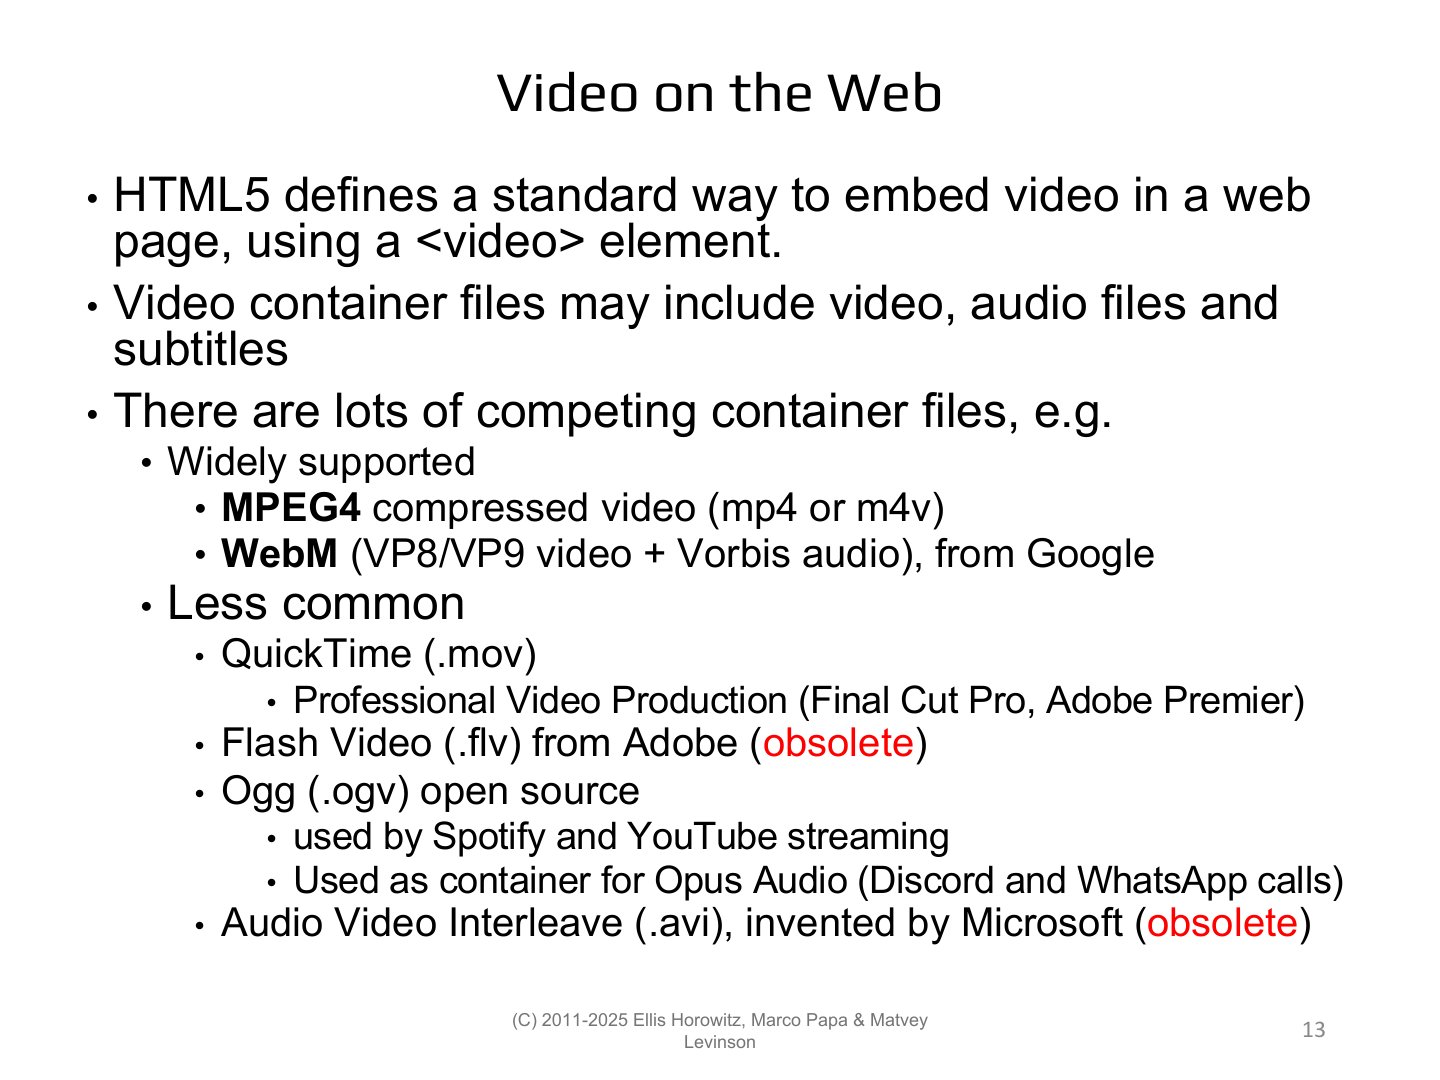 Video on the Web
• HTML5 defines a standard way to embed video in a web
page, using a <video> element.
• Video container files may include video, audio files and
subtitles
• There are lots of competing container files, e.g.
• Widely supported
• MPEG4 compressed video (mp4 or m4v)
• WebM (VP8/VP9 video + Vorbis audio), from Google
• Less common
• QuickTime (.mov)
• Professional Video Production (Final Cut Pro, Adobe Premier)
• Flash Video (.flv) from Adobe (obsolete)
• Ogg (.ogv) open source
• used by Spotify and YouTube streaming
• Used as container for Opus Audio (Discord and WhatsApp calls)
• Audio Video Interleave (.avi), invented by Microsoft (obsolete)
(C) 2011-2025 Ellis Horowitz, Marco Papa & Matvey
Levinson
13